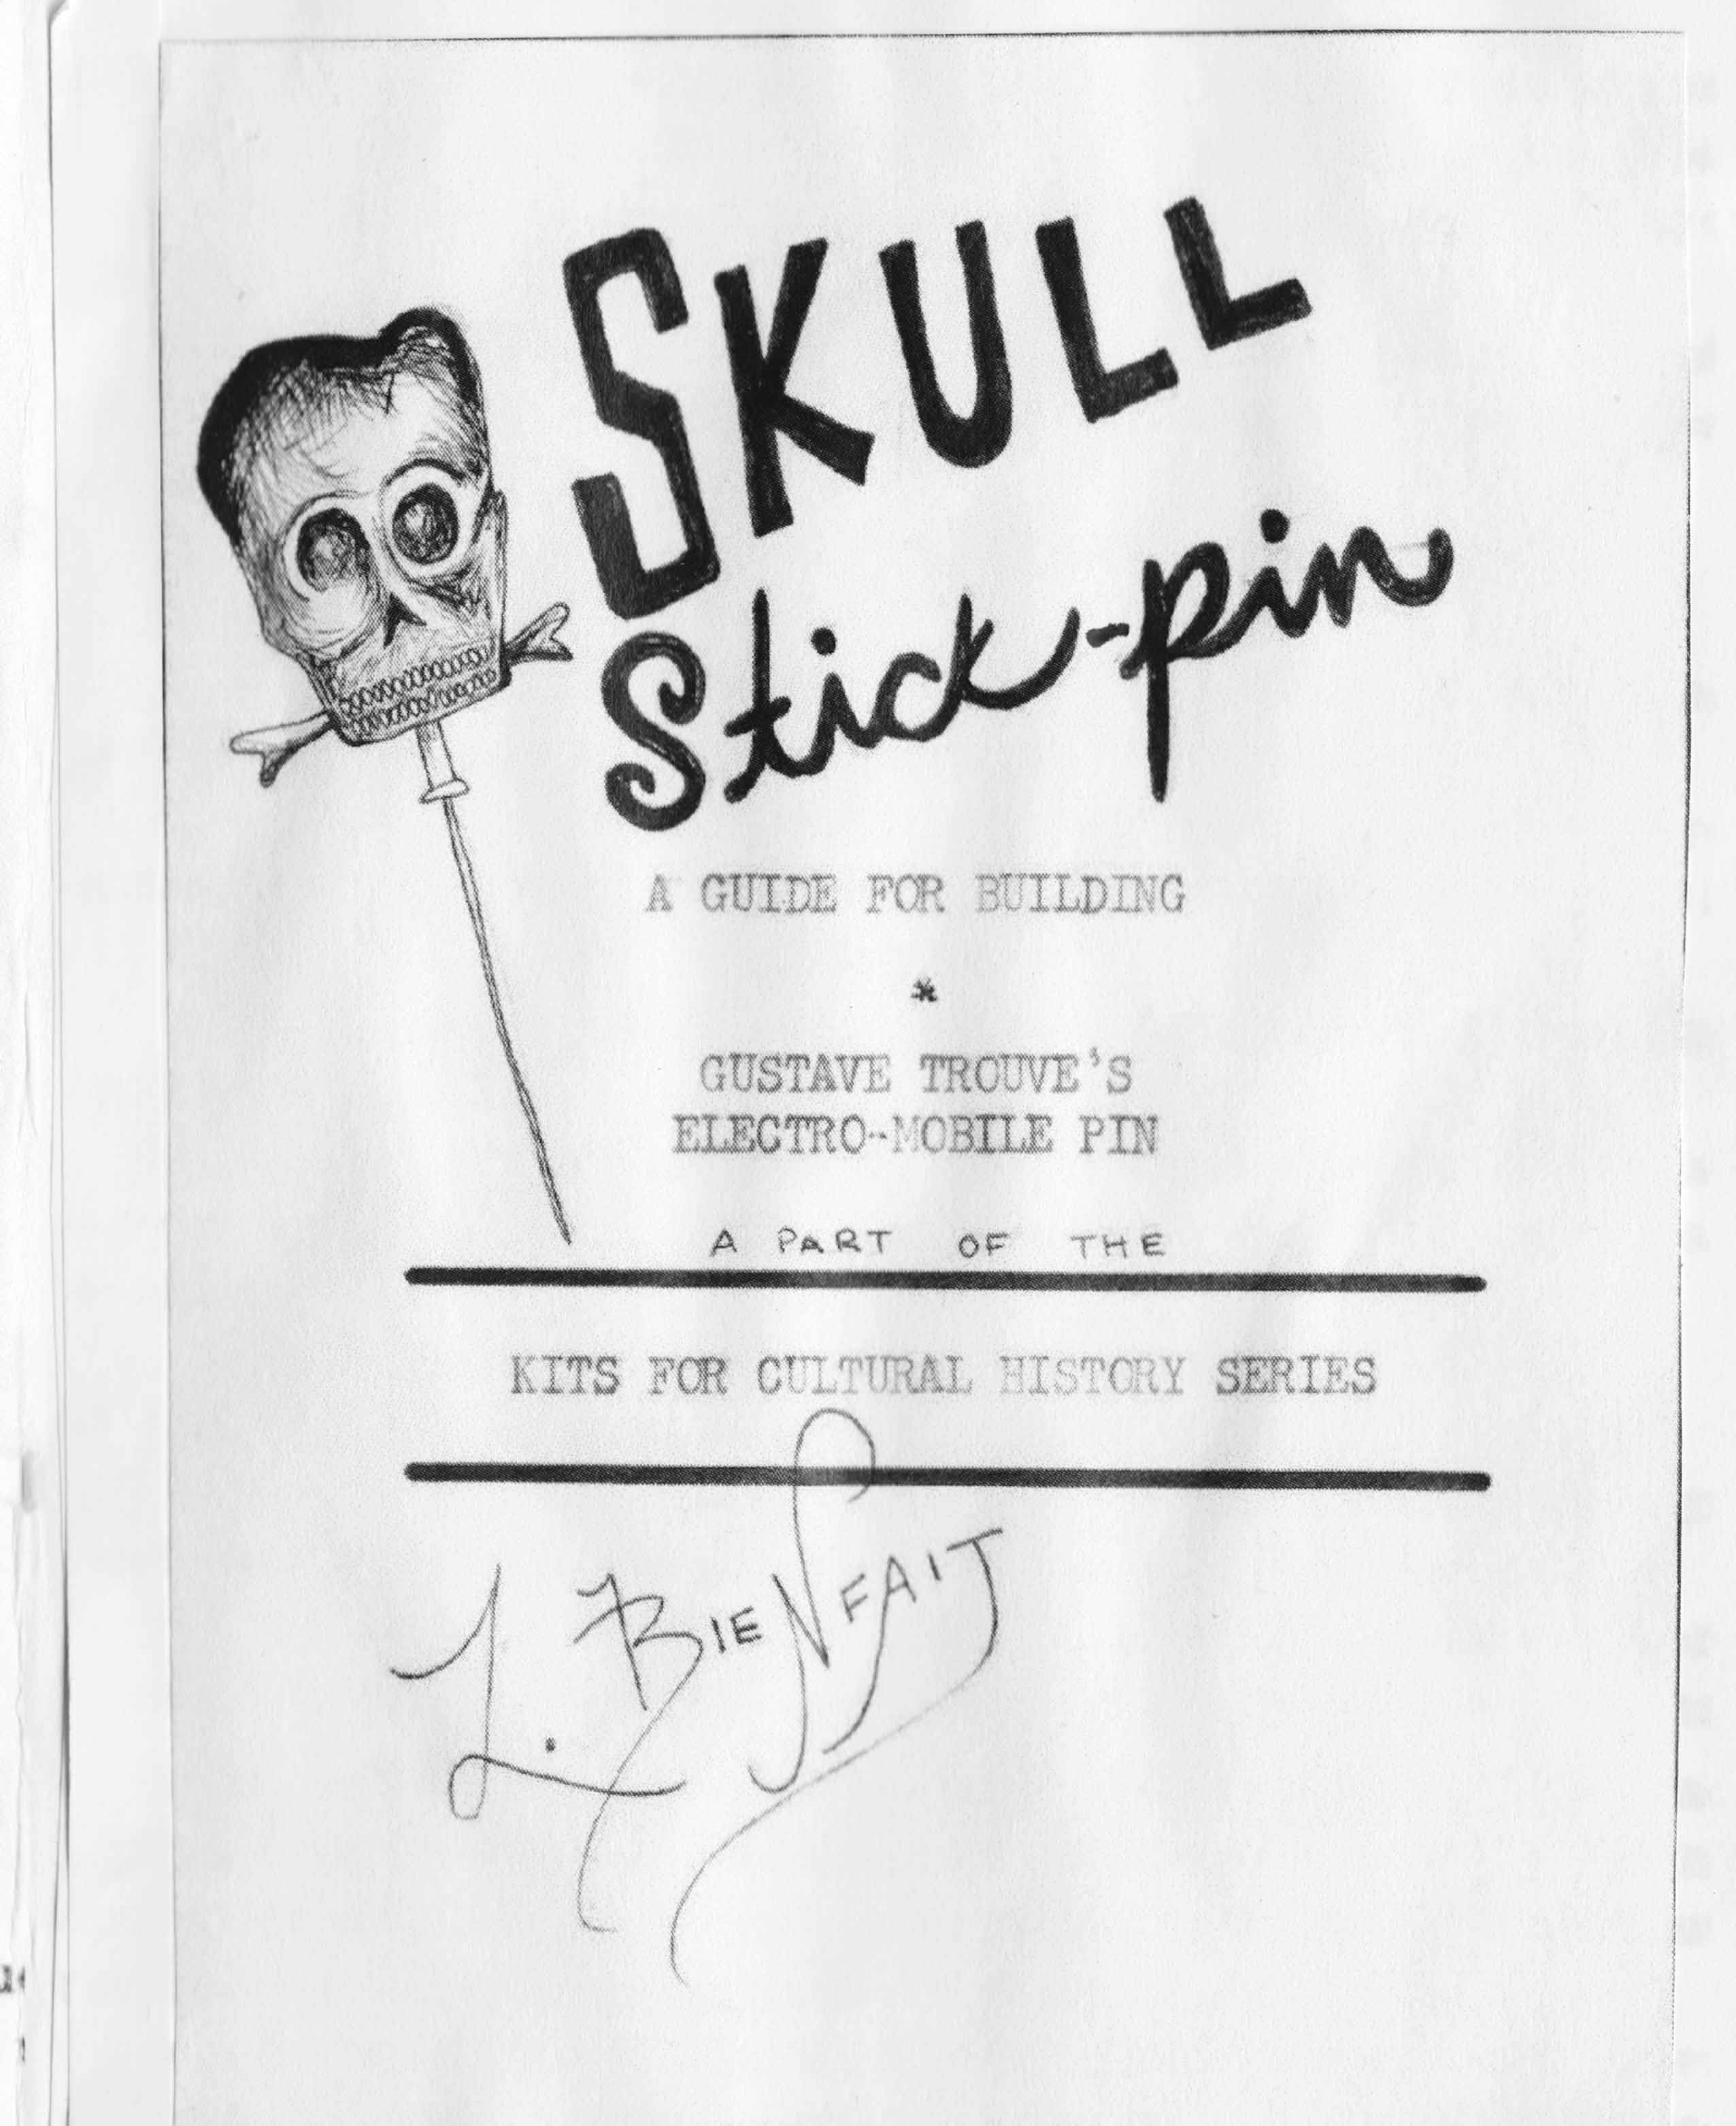 SKULL
Stick-pin
A GUIDE FOR BUILDING
*
GUSTAVE TROUVE'S
ELECTRO-MOBILE PIN
A PART OF THE
KITS FOR CULTURAL HISTORY SERIES
L. BIENFAIT